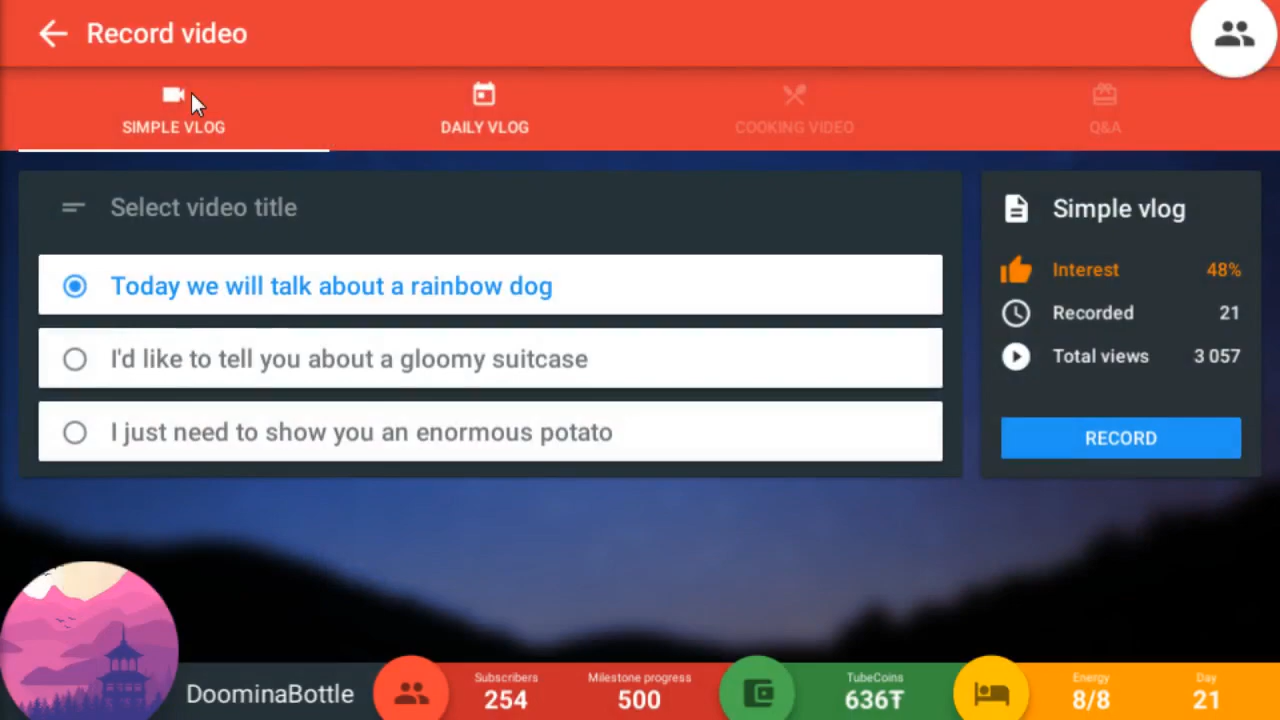 Record video
SIMPLE VLOG
DAILY VLOG
COOKING VIDEO
Q&A
Select video title
Today we will talk about a rainbow dog
I'd like to tell you about a gloomy suitcase
I just need to show you an enormous potato
Simple vlog
Interest 48%
Recorded 21
Total views 3 057
RECORD
DoominaBottle
Subscribers
254
Milestone progress
500
TubeCoins
636Ŧ
Energy
8/8
Day
21